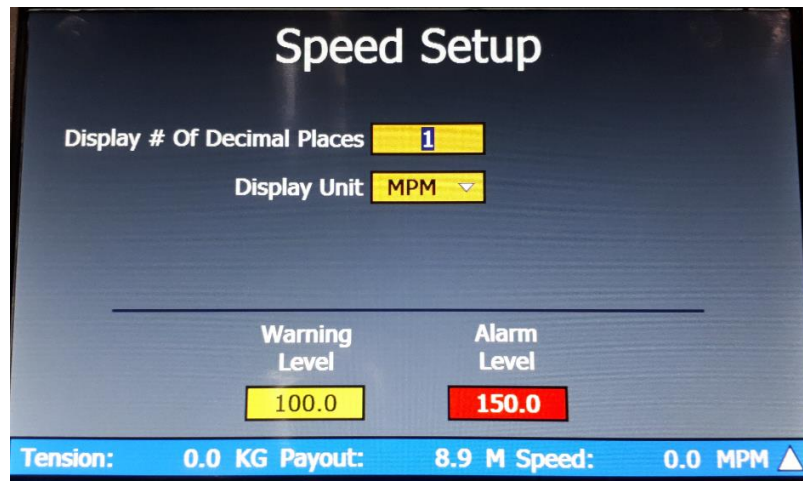 Speed Setup
Display # Of Decimal Places 1
Display Unit MPM
Warning Level 100.0
Alarm Level 150.0
Tension: 0.0 KG Payout: 8.9 M Speed: 0.0 MPM